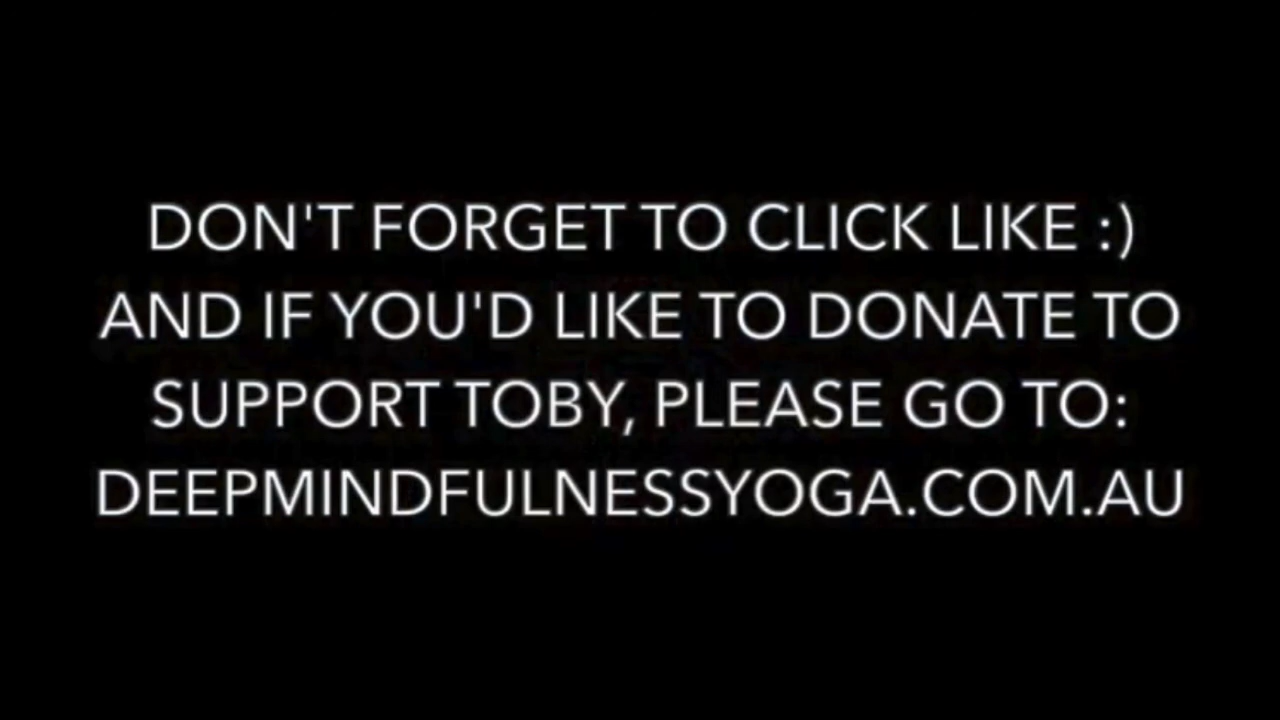 DON'T FORGET TO CLICK LIKE :)
AND IF YOU'D LIKE TO DONATE TO
SUPPORT TOBY, PLEASE GO TO:
DEEPMINDFULNESSYOGA.COM.AU